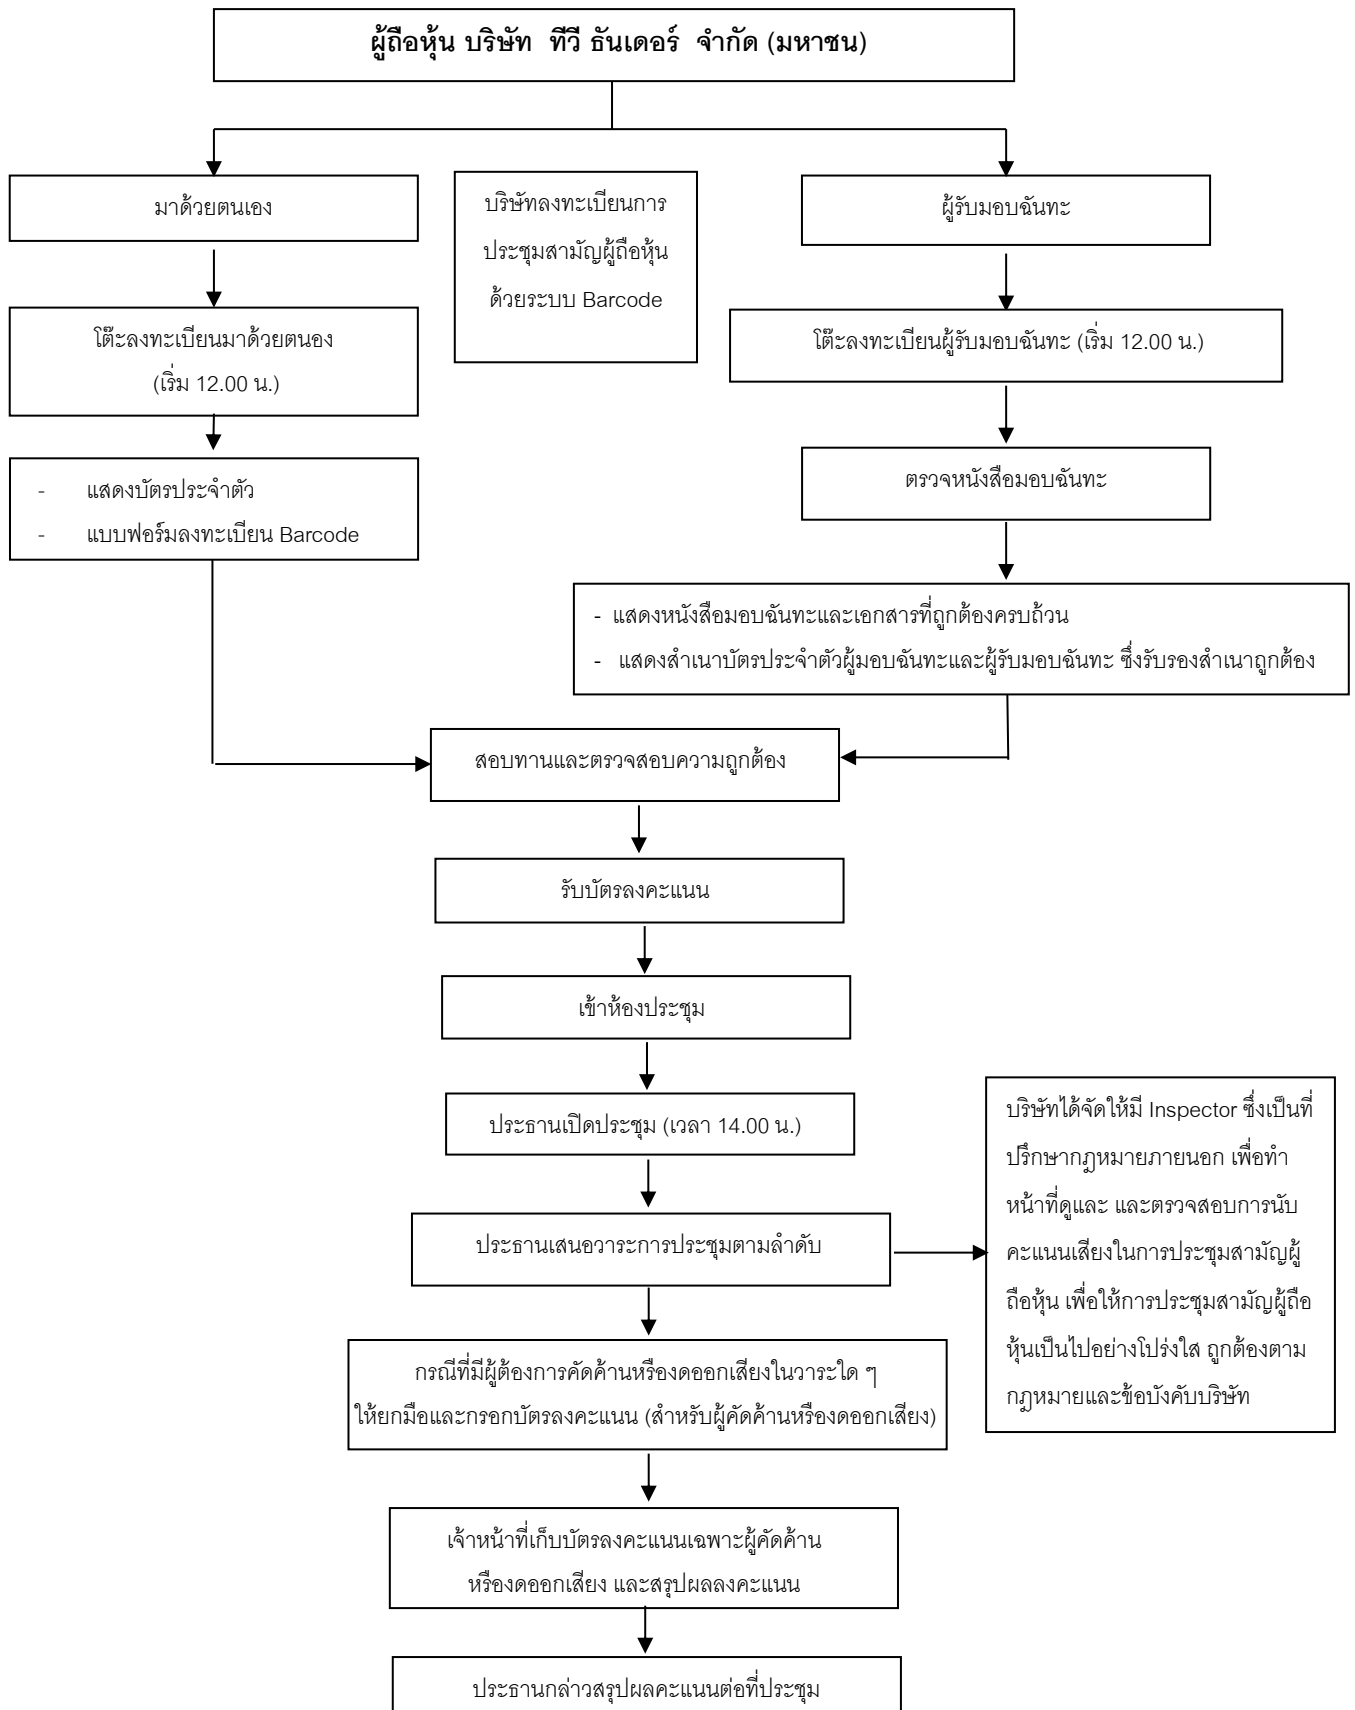 ผู้ถือหุ้น บริษัท ทีวี ธันเดอร์ จำกัด (มหาชน)
มาด้วยตนเอง
บริษัทลงทะเบียนการ
ประชุมสามัญผู้ถือหุ้น
ด้วยระบบ Barcode
ผู้รับมอบฉันทะ
โต๊ะลงทะเบียนมาด้วยตนอง
(เริ่ม 12.00 น.)
โต๊ะลงทะเบียนผู้รับมอบฉันทะ (เริ่ม 12.00 น.)
- แสดงบัตรประจำตัว
- แบบฟอร์มลงทะเบียน Barcode
ตรวจหนังสือมอบฉันทะ
- แสดงหนังสือมอบฉันทะและเอกสารที่ถูกต้องครบถ้วน
- แสดงสำเนาบัตรประจำตัวผู้มอบฉันทะและผู้รับมอบฉันทะ ซึ่งรับรองสำเนาถูกต้อง
สอบทานและตรวจสอบความถูกต้อง
รับบัตรลงคะแนน
เข้าห้องประชุม
ประธานเปิดประชุม (เวลา 14.00 น.)
ประธานเสนอวาระการประชุมตามลำดับ
บริษัทได้จัดให้มี Inspector ซึ่งเป็นที่
ปรึกษากฎหมายภายนอก เพื่อทำ
หน้าที่ดูและ และตรวจสอบการนับ
คะแนนเสียงในการประชุมสามัญผู้
ถือหุ้น เพื่อให้การประชุมสามัญผู้ถือ
หุ้นเป็นไปอย่างโปร่งใส ถูกต้องตาม
กฎหมายและข้อบังคับบริษัท
กรณีที่มีผู้ต้องการคัดค้านหรืองดออกเสียงในวาระใด ๆ
ให้ยกมือและกรอกบัตรลงคะแนน (สำหรับผู้คัดค้านหรืองดออกเสียง)
เจ้าหน้าที่เก็บบัตรลงคะแนนเฉพาะผู้คัดค้าน
หรืองดออกเสียง และสรุปผลลงคะแนน
ประธานกล่าวสรุปผลคะแนนต่อที่ประชุม